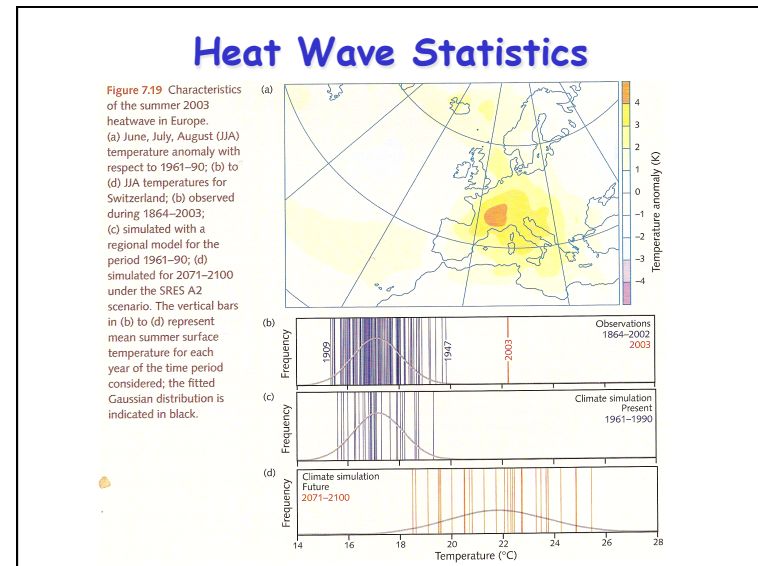 Heat Wave Statistics
Figure 7.19 Characteristics
of the summer 2003
heatwave in Europe.
(a) June, July, August (JJA)
temperature anomaly with
respect to 1961–90; (b) to
(d) JJA temperatures for
Switzerland; (b) observed
during 1864–2003;
(c) simulated with a
regional model for the
period 1961–90; (d)
simulated for 2071–2100
under the SRES A2
scenario. The vertical bars
in (b) to (d) represent
mean summer surface
temperature for each
year of the time period
considered; the fitted
Gaussian distribution is
indicated in black.
(a)
4
3
2
1
0
−1
−2
−3
−4
Temperature anomaly (K)
(b)
Frequency
1909
1947
2003
Observations
1864–2002
2003
(c)
Frequency
Climate simulation
Present
1961–1990
(d)
Frequency
Climate simulation
Future
2071–2100
14
16
18
20
22
24
26
28
Temperature (°C)